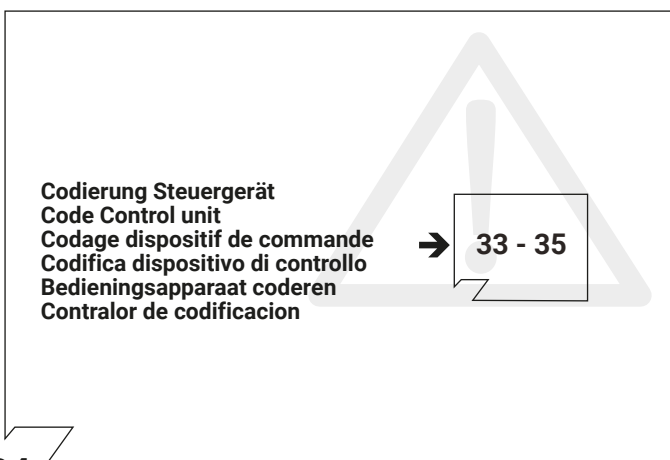 Codierung Steuergerät
Code Control unit
Codage dispositif de commande
Codifica dispositivo di controllo
Bedieningsapparaat coderen
Contralor de codificacion
33 - 35